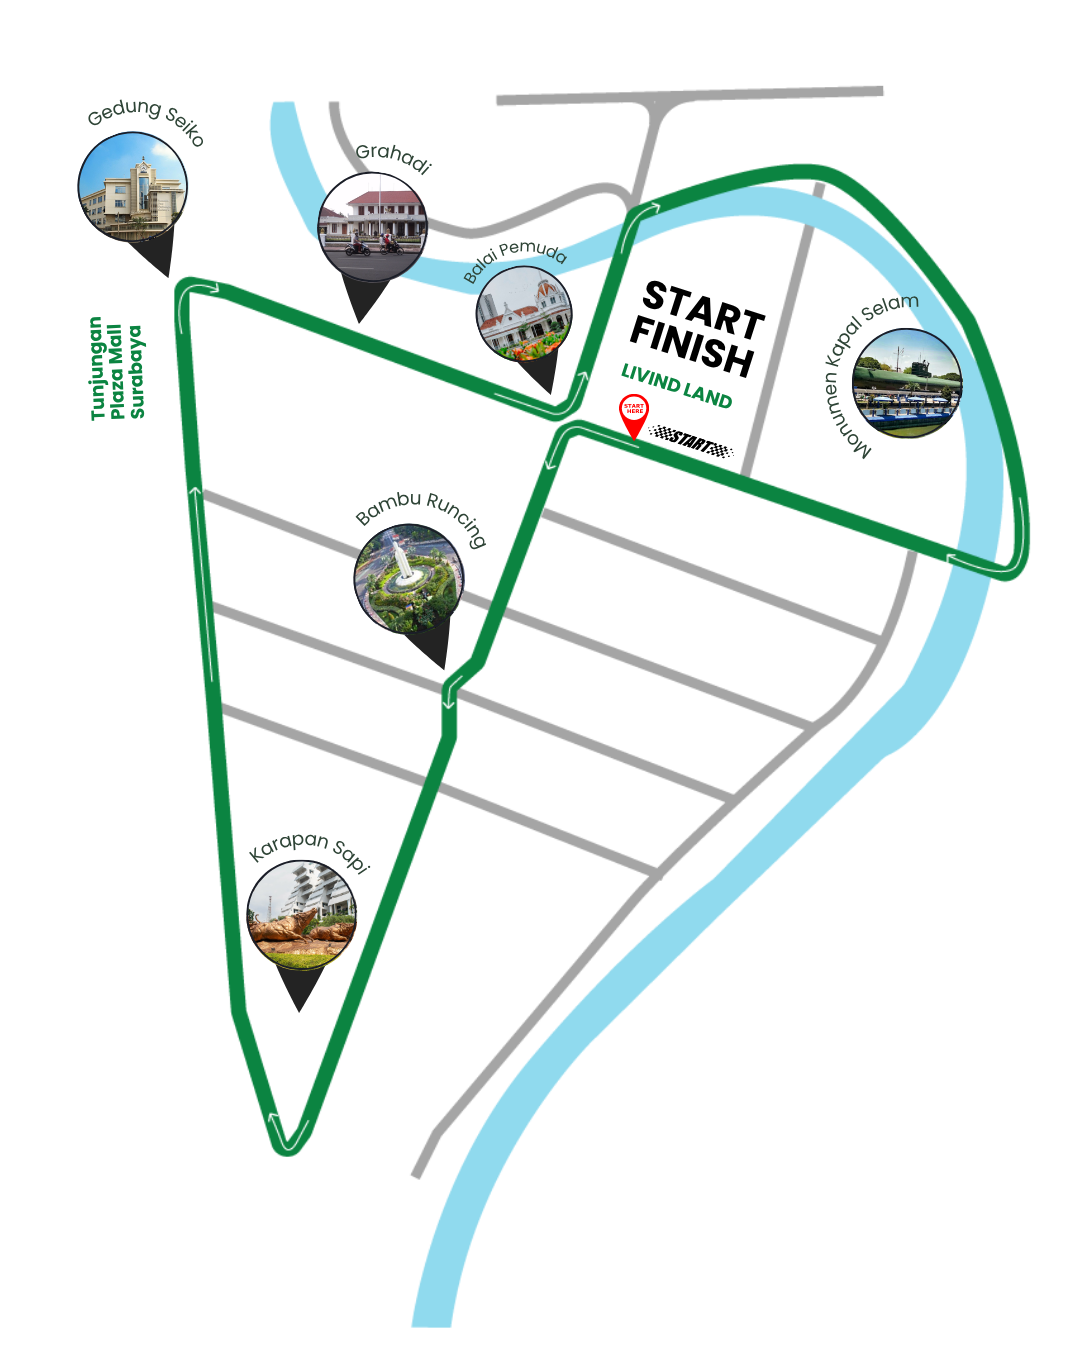 Gedung Seiko
Grahadi
Balai Pemuda
START
FINISH
LIVIND LAND
START
HERE
START
Monumen Kapal Selam
Tunjungan
Plaza Mall
Surabaya
Bambu Runcing
Karapan Sapi